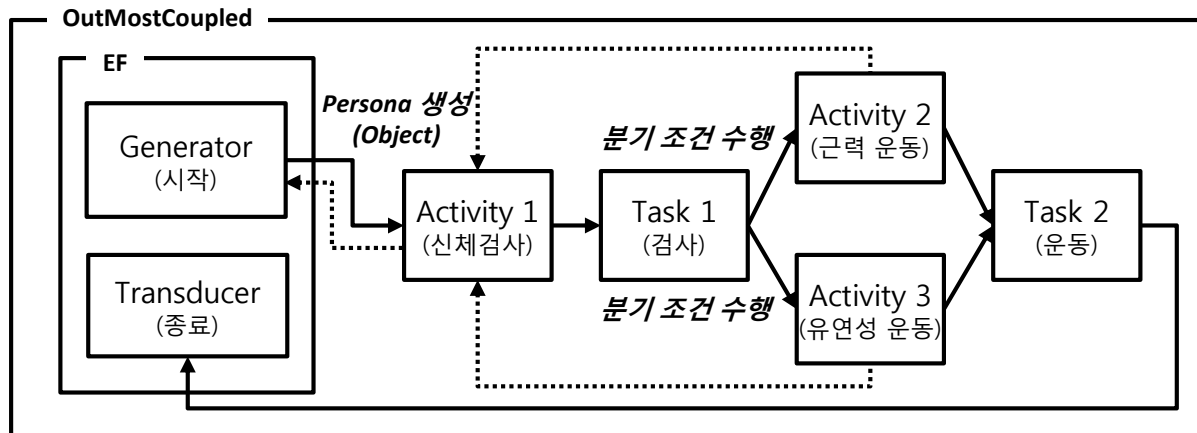 OutMostCoupled
EF
Generator
(시작)
Transducer
(종료)
Persona 생성
(Object)
Activity 1
(신체검사)
Task 1
(검사)
분기 조건 수행
분기 조건 수행
Activity 2
(근력 운동)
Activity 3
(유연성 운동)
Task 2
(운동)